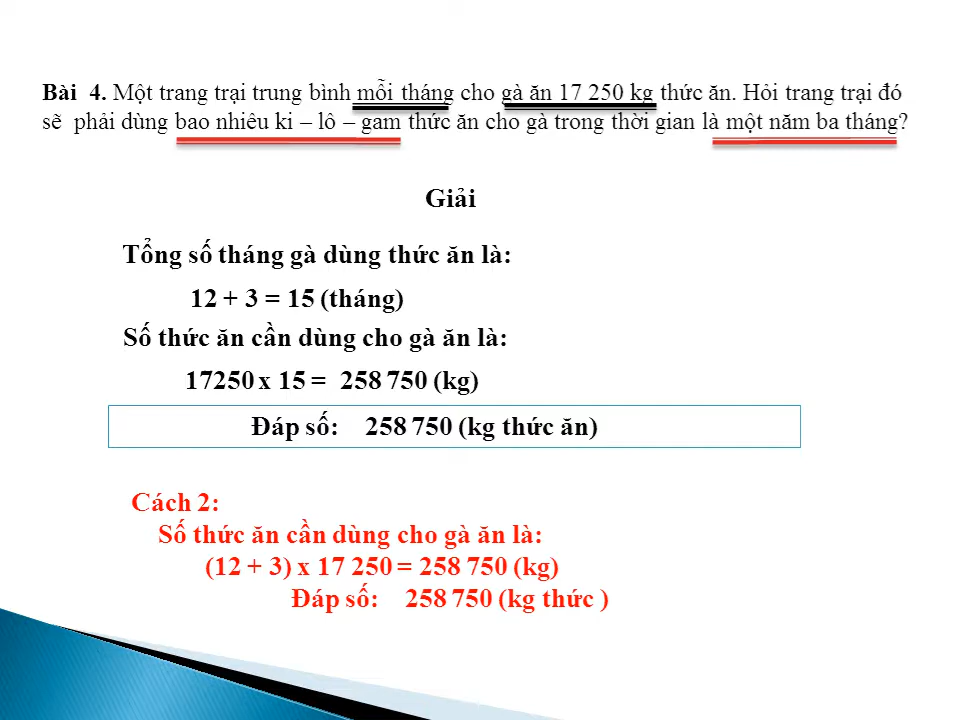 Bài 4. Một trang trại trung bình mỗi tháng cho gà ăn 17 250 kg thức ăn. Hỏi trang trại đó
sẽ phải dùng bao nhiêu ki – lô – gam thức ăn cho gà trong thời gian là một năm ba tháng?
Giải
Tổng số tháng gà dùng thức ăn là:
12 + 3 = 15 (tháng)
Số thức ăn cần dùng cho gà ăn là:
17250 x 15 = 258 750 (kg)
Đáp số: 258 750 (kg thức ăn)
Cách 2:
Số thức ăn cần dùng cho gà ăn là:
(12 + 3) x 17 250 = 258 750 (kg)
Đáp số: 258 750 (kg thức )